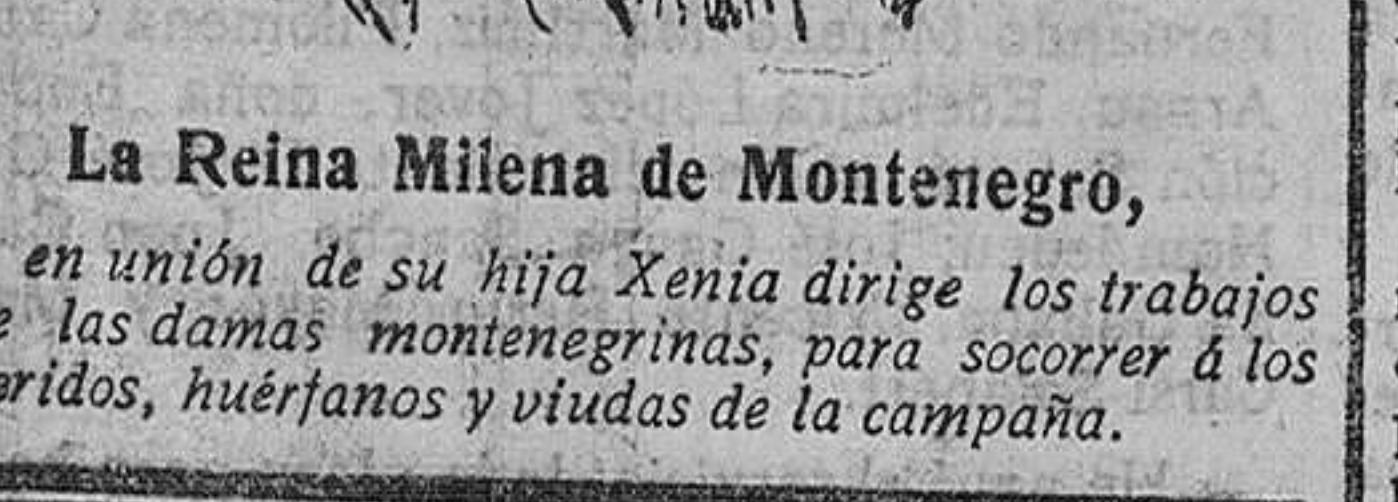 La Reina Milena de Montenegro,
en unión de su hija Xenia dirige los trabajos
las damas montenegrinas, para socorrer á los
huérfanos y viudas de la campaña.